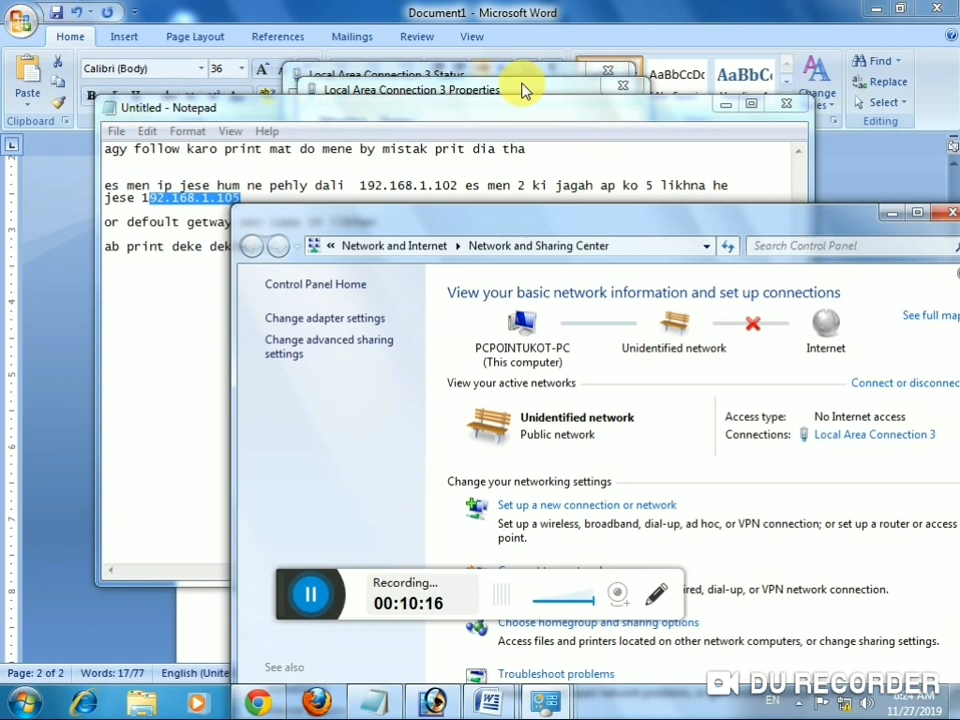 Document1 - Microsoft Word
Home Insert Page Layout References Mailings Review View
Calibri (Body) 36
Paste
Clipboard
AaBbCcDc AaBbC
Change
Find
Replace
Select
Editing
Local Area Connection 3 Status
Local Area Connection 3 Properties
Untitled - Notepad
File Edit Format View Help
agy follow karo print mat do mene by mistak prit dia tha
es men ip jese hum ne pehly dali 192.168.1.102 es men 2 ki jagah ap ko 5 likhna he
jese 192.168.1.105
or defoult getway
ab print deke dek
Network and Internet Network and Sharing Center
Search Control Panel
Control Panel Home
Change adapter settings
Change advanced sharing
settings
View your basic network information and set up connections
See full map
PCPOINTUKOT-PC
(This computer)
Unidentified network
Internet
View your active networks
Connect or disconnec
Unidentified network
Public network
Access type: No Internet access
Connections: Local Area Connection 3
Change your networking settings
Set up a new connection or network
Set up a wireless, broadband, dial-up, ad hoc, or VPN connection; or set up a router or access
point.
ired, dial-up, or VPN network connection.
Choose homegroup and sharing options
Access files and printers located on other network computers, or change sharing settings.
Troubleshoot problems
See also
Recording...
00:10:16
Page: 2 of 2 Words: 17/77 English (Unite
DU RECORDER
EN
6:24 AM
11/27/2019